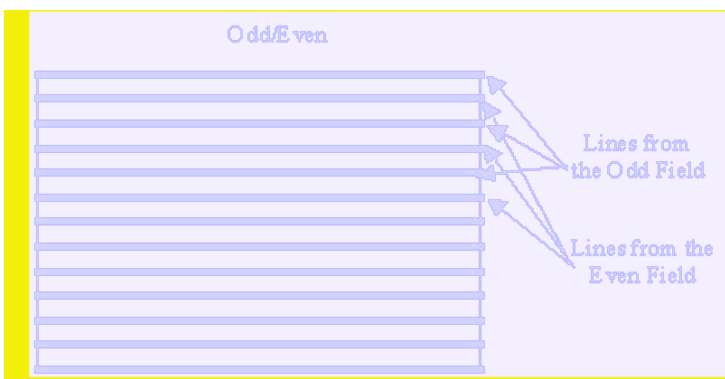 Odd/Even
Lines from
the Odd Field
Lines from the
Even Field